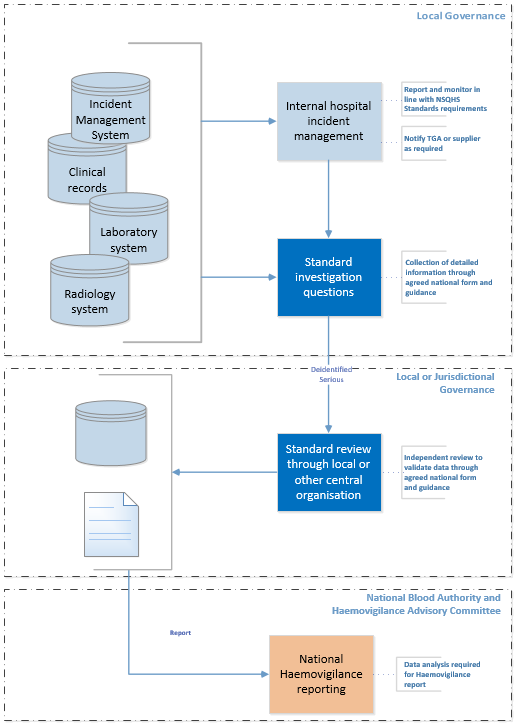 Local Governance
Incident
Management
System
Clinical
records
Laboratory
system
Radiology
system
Internal hospital
incident
management
Report and monitor in
line with NSQHS
Standards requirements
Notify TGA or supplier
as required
Standard
investigation
questions
Collection of detailed
information through
agreed national form and
guidance
Deidentified
Serious
Local or Jurisdictional
Governance
Standard review
through local or
other central
organisation
Independent review to
validate data through
agreed national form
and guidance
National Blood Authority and
Haemovigilance Advisory Committee
Report
National
Haemovigilance
reporting
Data analysis required
for Haemovigilance
report